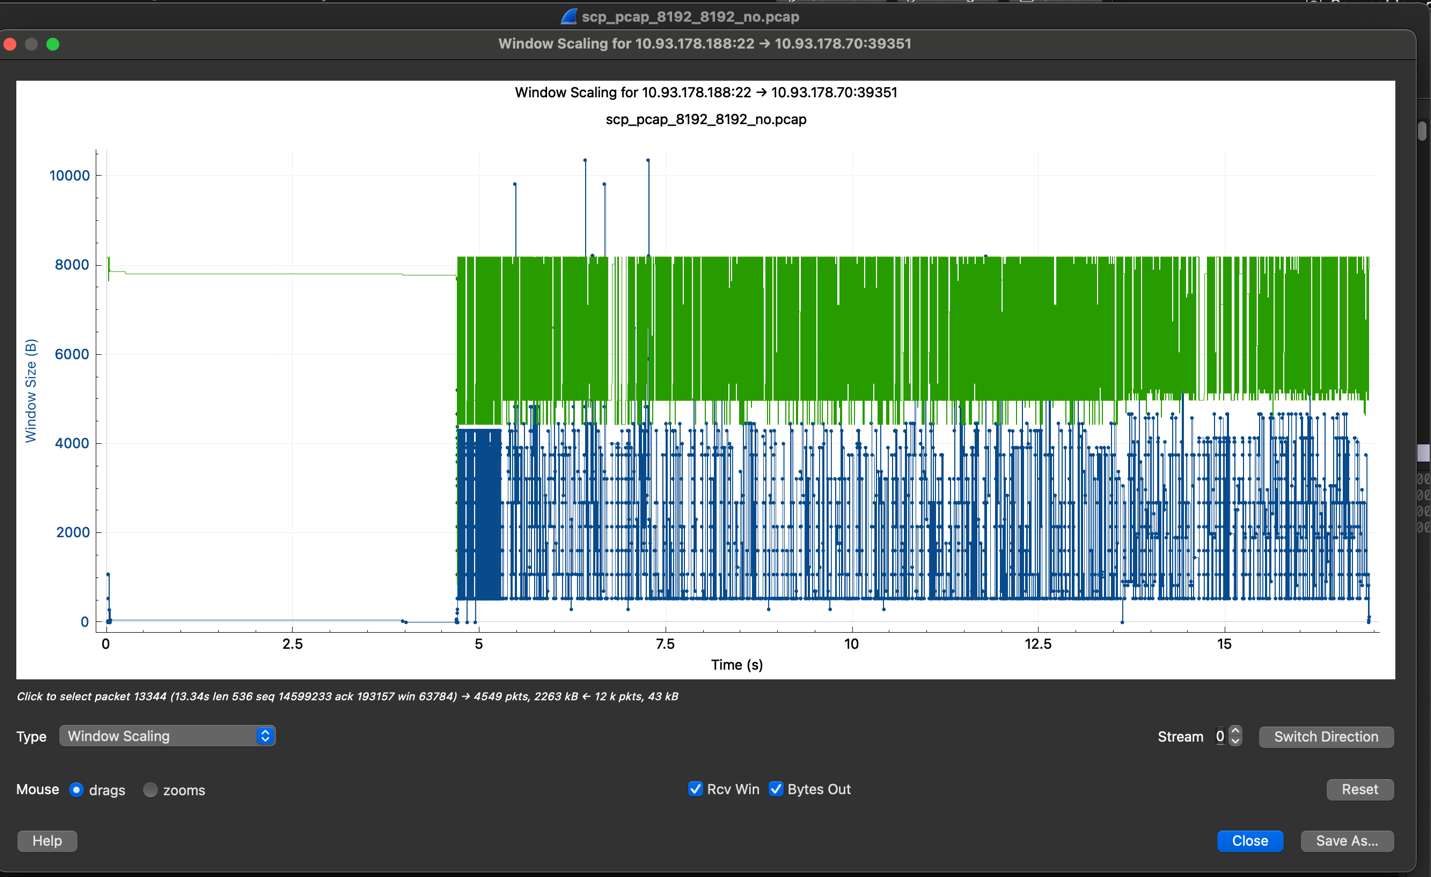 scp_pcap_8192_8192_no.pcap
Window Scaling for 10.93.178.188:22 → 10.93.178.70:39351
Window Scaling for 10.93.178.188:22 → 10.93.178.70:39351
scp_pcap_8192_8192_no.pcap
10000
8000
6000
4000
2000
0
Window Size (B)
0 2.5 5 7.5 10 12.5 15
Time (s)
Click to select packet 13344 (13.34s len 536 seq 14599233 ack 193157 win 63784) → 4549 pkts, 2263 kB ← 12 k pkts, 43 kB
Type Window Scaling Stream 0 Switch Direction
Mouse drags zooms Rcv Win Bytes Out Reset
Help Close Save As...
00
00
00
00